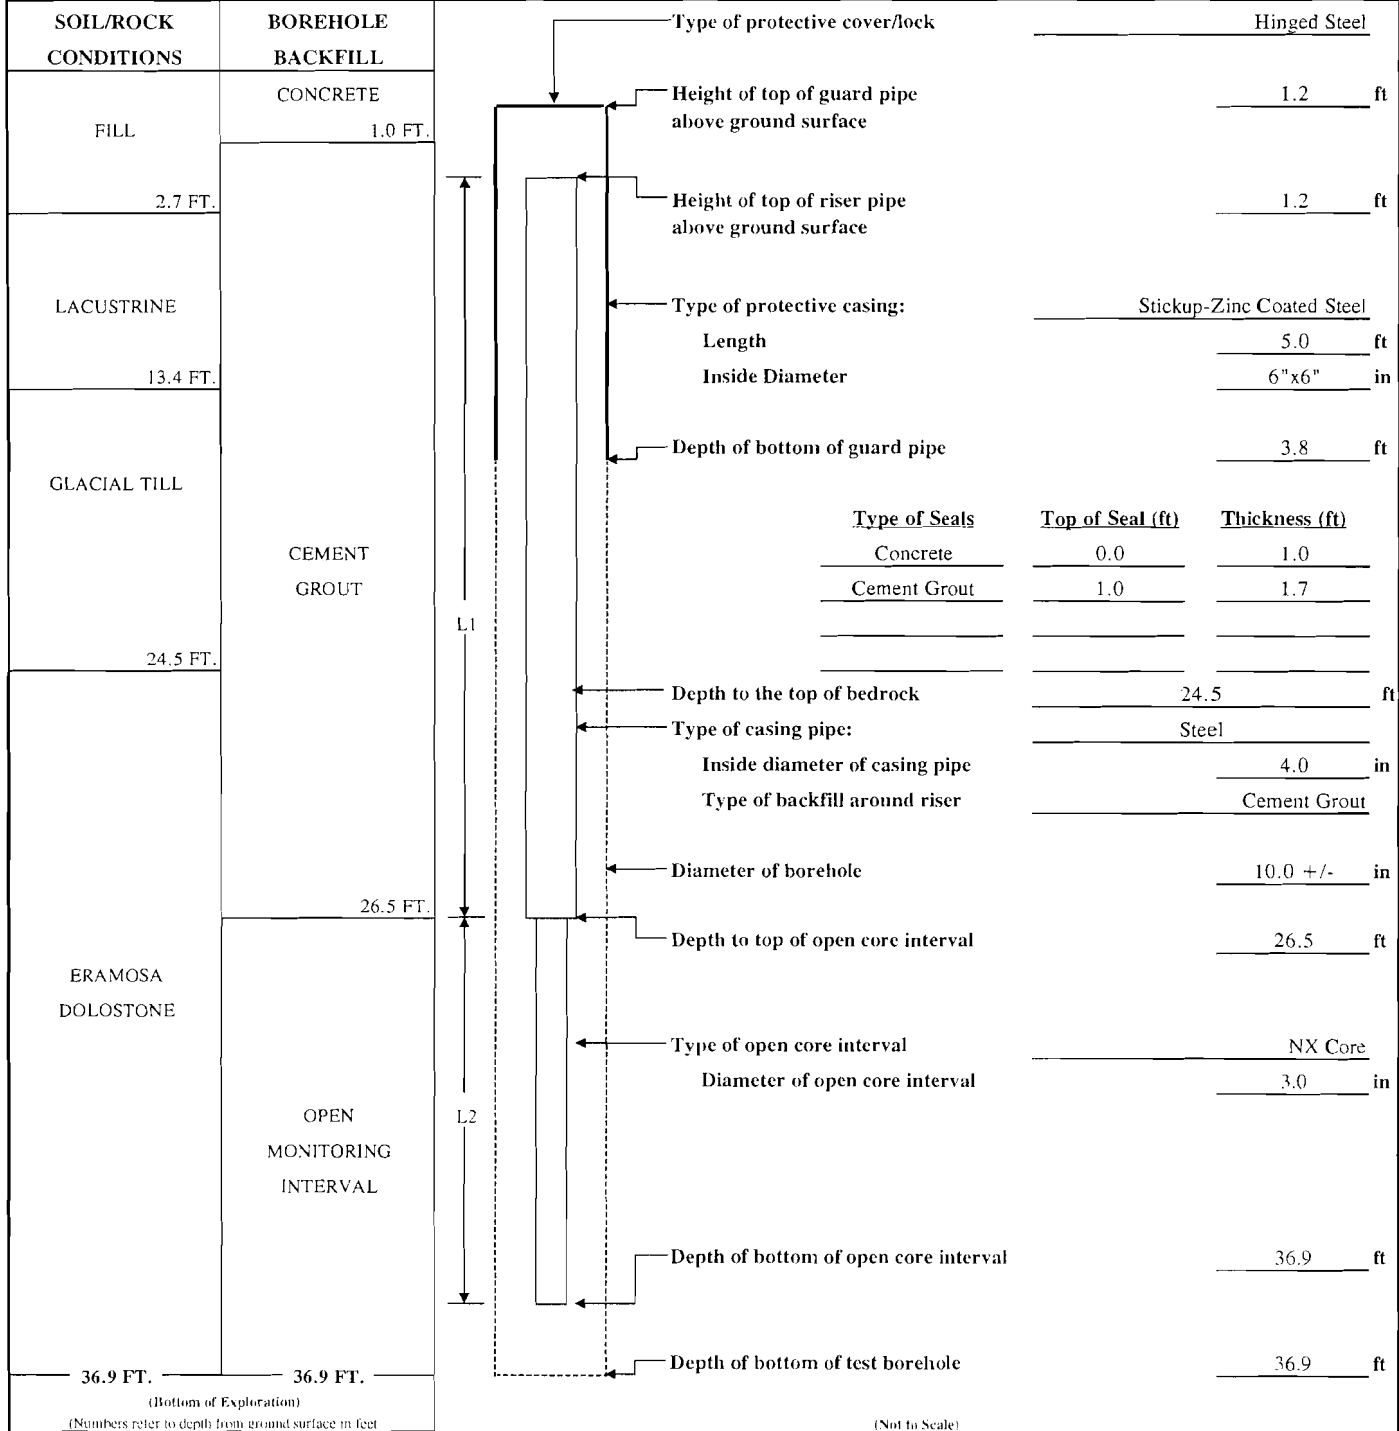 SOIL/ROCK
CONDITIONS
BOREHOLE
BACKFILL
FILL
2.7 FT.
LACUSTRINE
13.4 FT.
GLACIAL TILL
24.5 FT.
ERAMOSA
DOLOSTONE
36.9 FT.
CONCRETE
1.0 FT.
CEMENT
GROUT
26.5 FT.
OPEN
MONITORING
INTERVAL
36.9 FT.
(Bottom of Exploration)
(Numbers refer to depth from ground surface in feet
L1
L2
Type of protective cover/lock Hinged Steel
Height of top of guard pipe 1.2 ft
above ground surface
Height of top of riser pipe 1.2 ft
above ground surface
Type of protective casing: Stickup-Zinc Coated Steel
Length 5.0 ft
Inside Diameter 6"x6" in
Depth of bottom of guard pipe 3.8 ft
Type of Seals Top of Seal (ft) Thickness (ft)
Concrete 0.0 1.0
Cement Grout 1.0 1.7
Depth to the top of bedrock 24.5 ft
Type of casing pipe: Steel
Inside diameter of casing pipe 4.0 in
Type of backfill around riser Cement Grout
Diameter of borehole 10.0 +/- in
Depth to top of open core interval 26.5 ft
Type of open core interval NX Core
Diameter of open core interval 3.0 in
Depth of bottom of open core interval 36.9 ft
Depth of bottom of test borehole 36.9 ft
(Not to Scale)